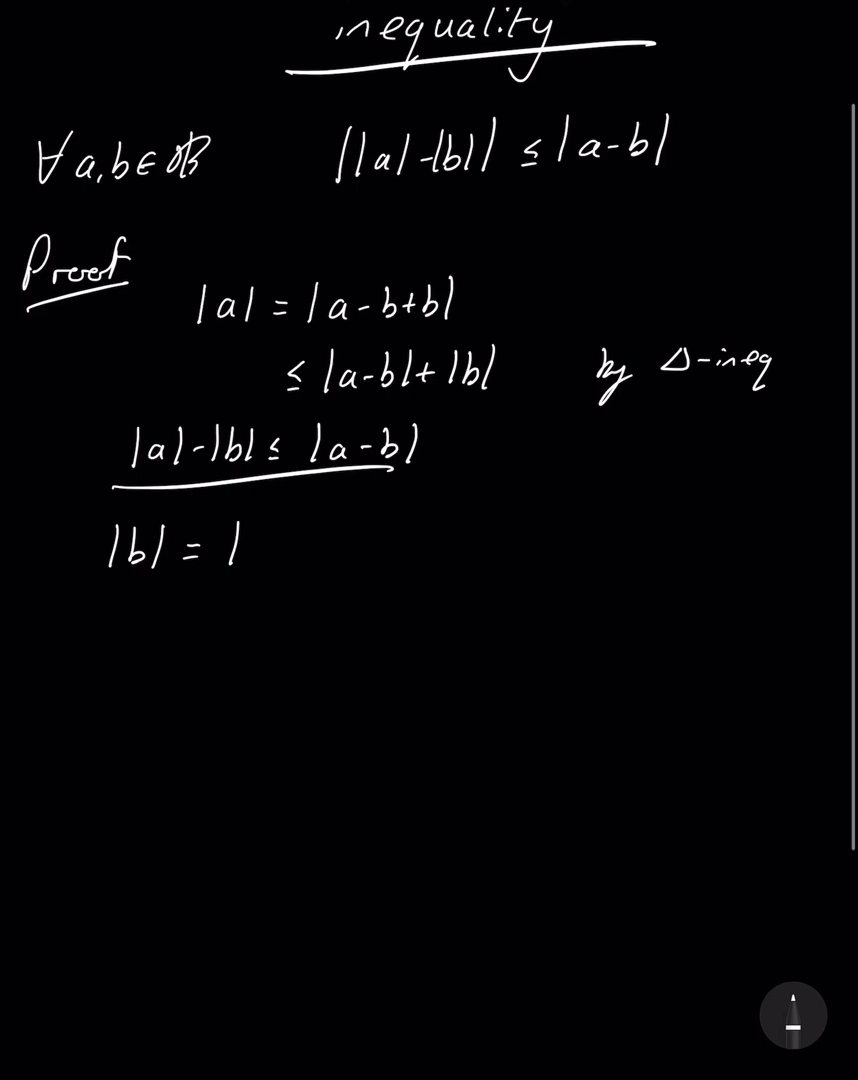 inequality
∀ a,b ∈ ℝ ||a|-|b|| ≤ |a-b|
Proof
|a| = |a-b+b|
≤ |a-b|+|b| by Δ-ineq
|a|-|b| ≤ |a-b|
|b| = |